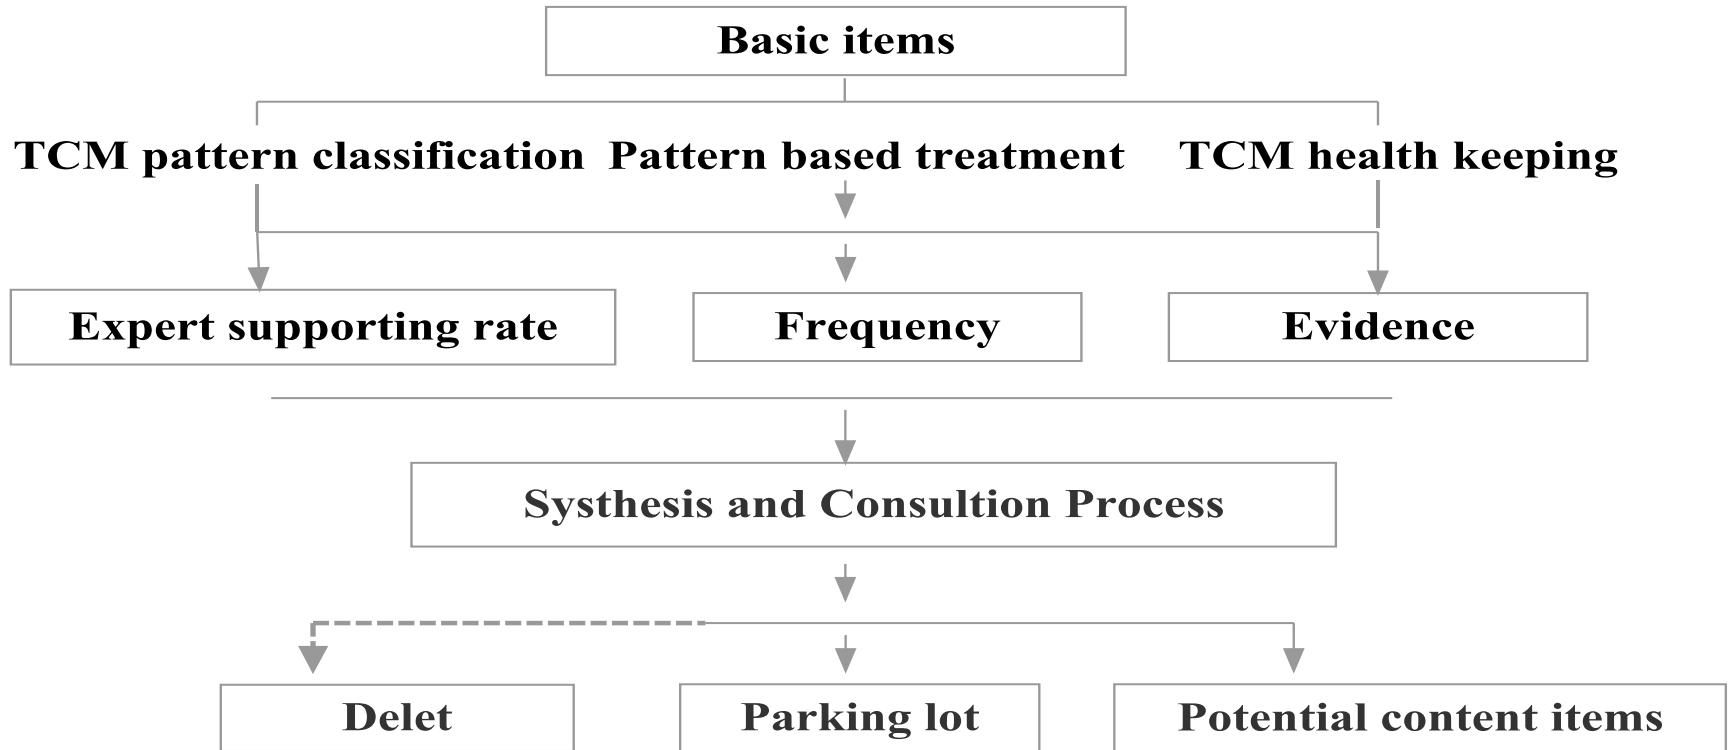 Basic items
TCM pattern classification
Pattern based treatment
TCM health keeping
Expert supporting rate
Frequency
Evidence
Systhesis and Consultion Process
Delet
Parking lot
Potential content items